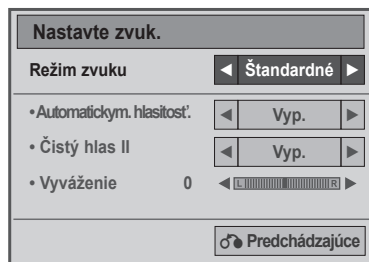 Nastavte zvuk.
Režim zvuku ◄ Štandardné ►
•Automatickym. hlasitosť. ◄ Vyp. ►
• Čistý hlas II ◄ Vyp. ►
• Vyváženie 0 ◄ L R ►
Predchádzajúce